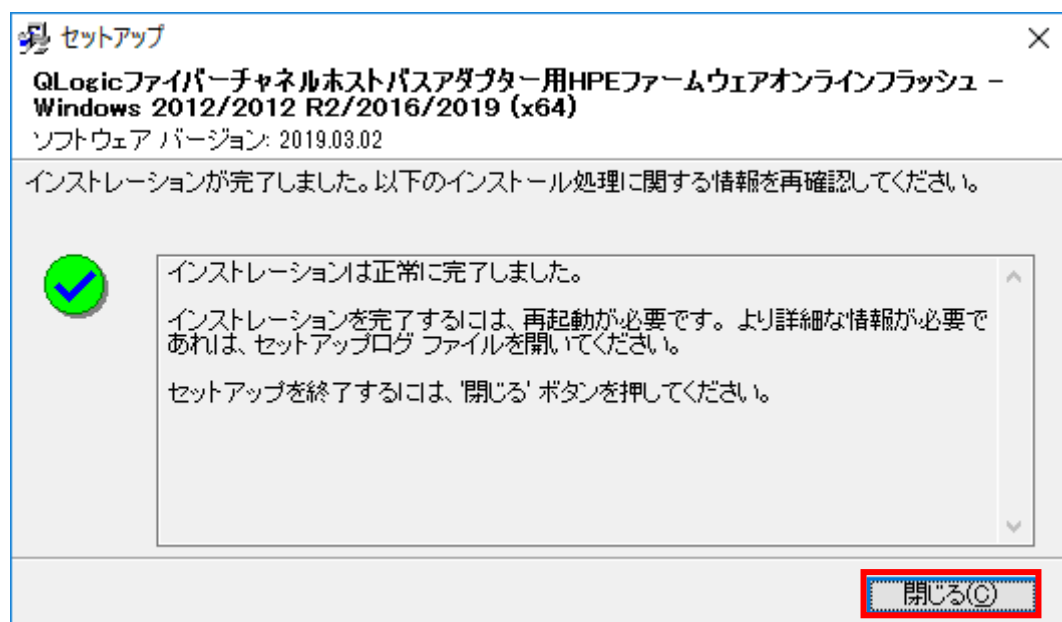 セットアップ
QLogicファイバーチャネルホストバスアダプター用HPEファームウェアオンラインフラッシュ -
Windows 2012/2012 R2/2016/2019 (x64)
ソフトウェア バージョン: 2019.03.02
インストレーションが完了しました。以下のインストール処理に関する情報を再確認してください。
インストレーションは正常に完了しました。
インストレーションを完了するには、再起動が必要です。より詳細な情報が必要で
あれば、セットアップログ ファイルを開いてください。
セットアップを終了するには、'閉じる' ボタンを押してください。
閉じる(C)